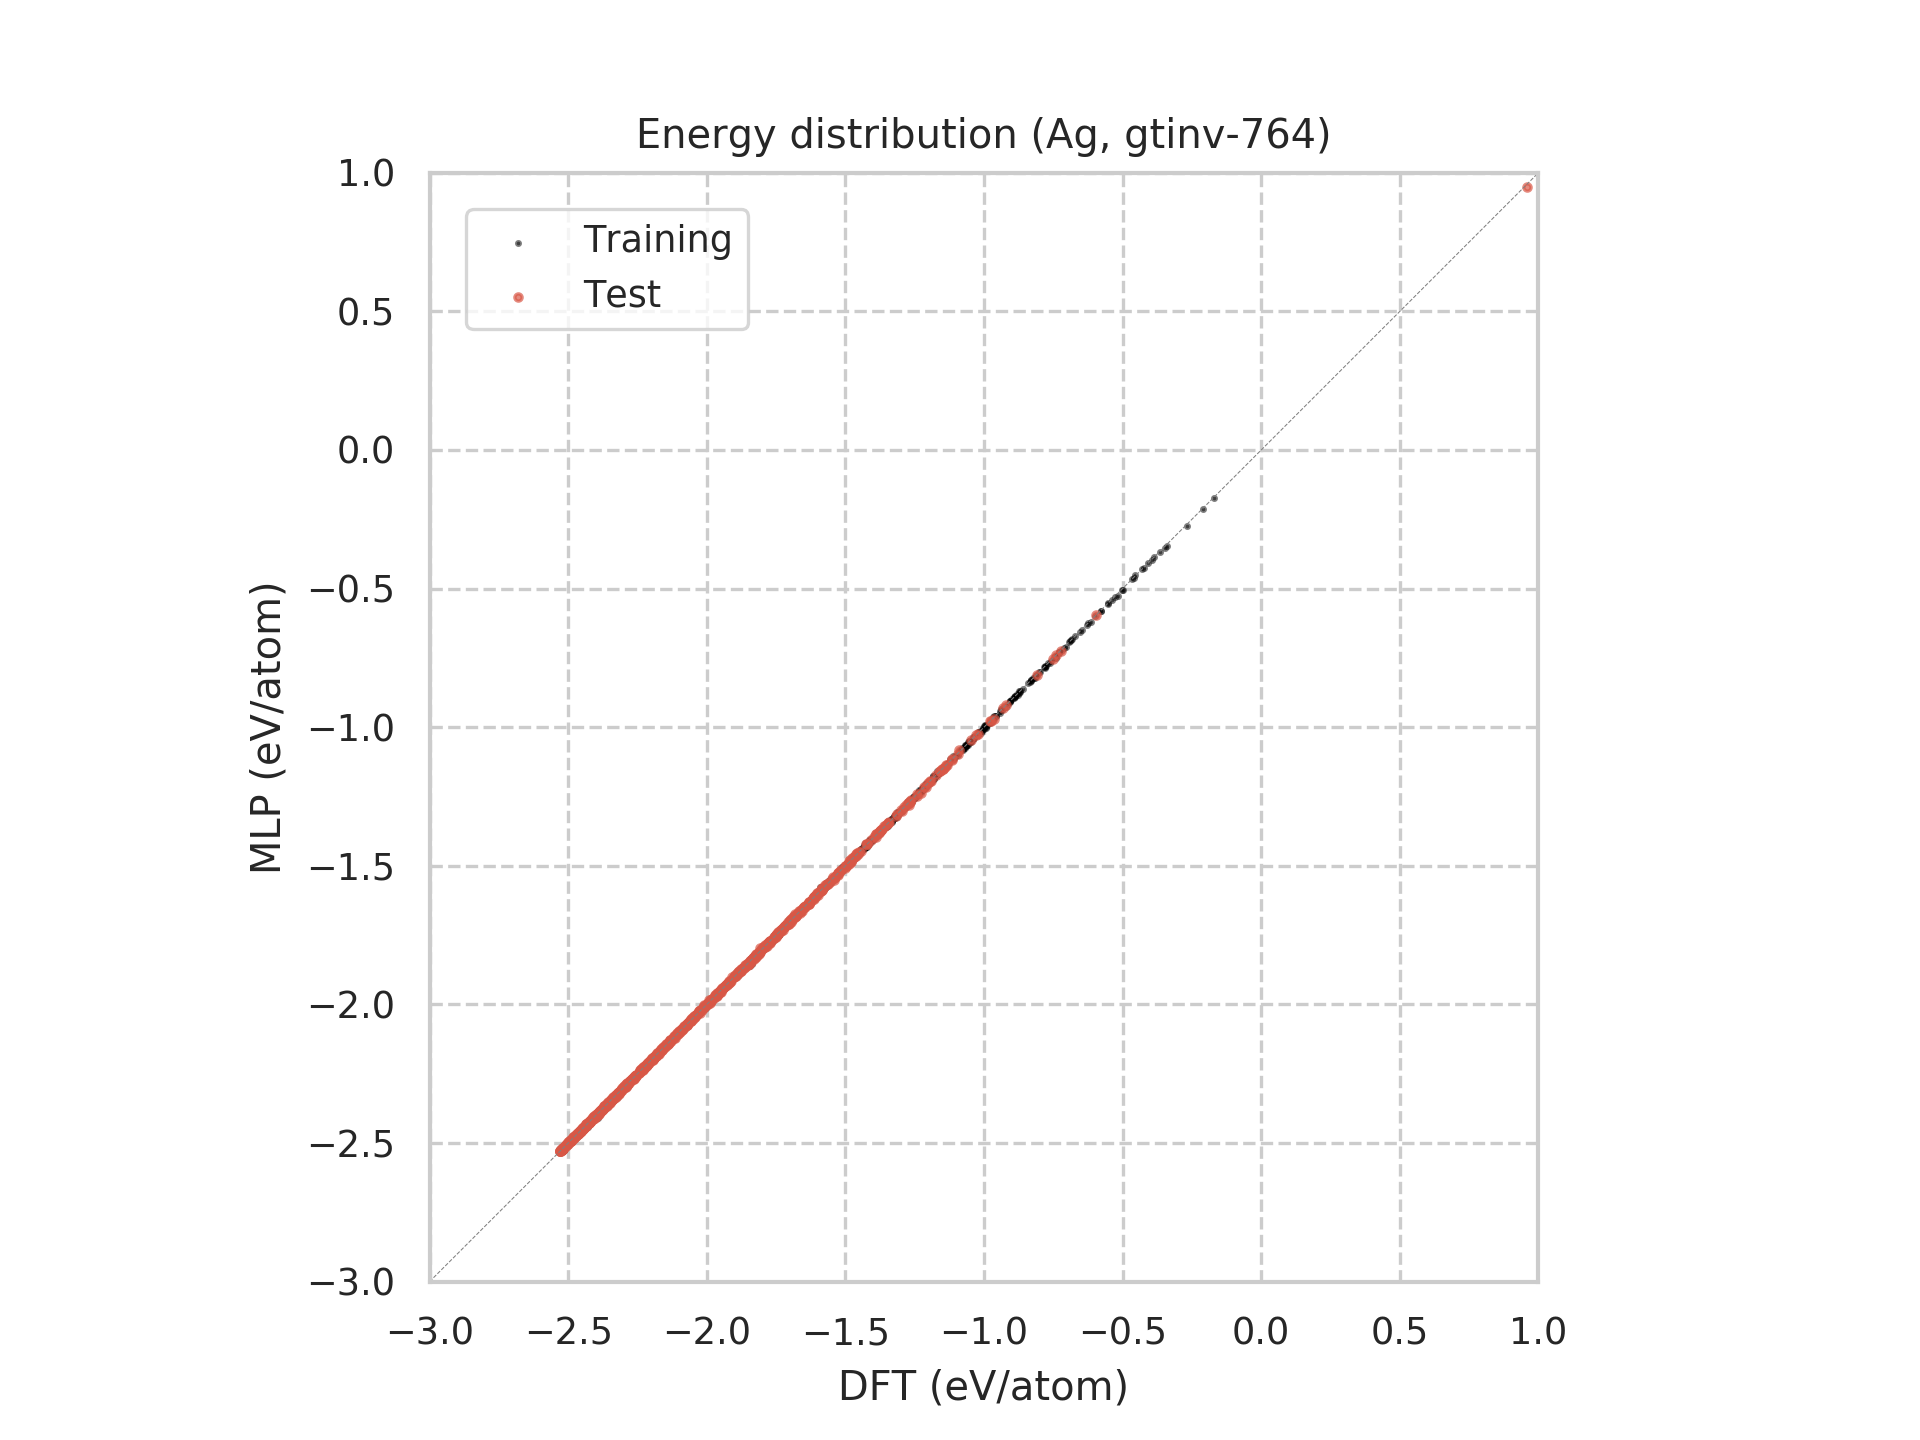 Energy distribution (Ag, gtinv-764)
Training
Test
1.0
0.5
0.0
−0.5
−1.0
−1.5
−2.0
−2.5
−3.0
MLP (eV/atom)
−3.0 −2.5 −2.0 −1.5 −1.0 −0.5 0.0 0.5 1.0
DFT (eV/atom)